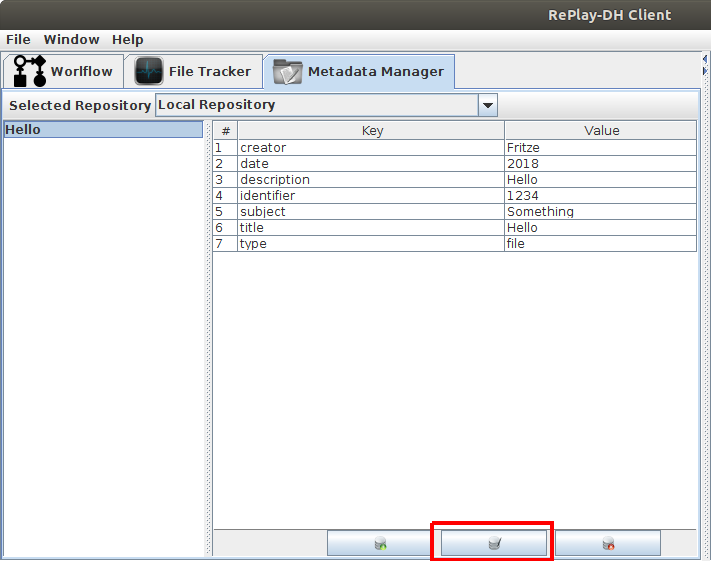 RePlay-DH Client
File Window Help
Worlflow File Tracker Metadata Manager
Selected Repository Local Repository
Hello
# Key Value
1 creator Fritze
2 date 2018
3 description Hello
4 identifier 1234
5 subject Something
6 title Hello
7 type file